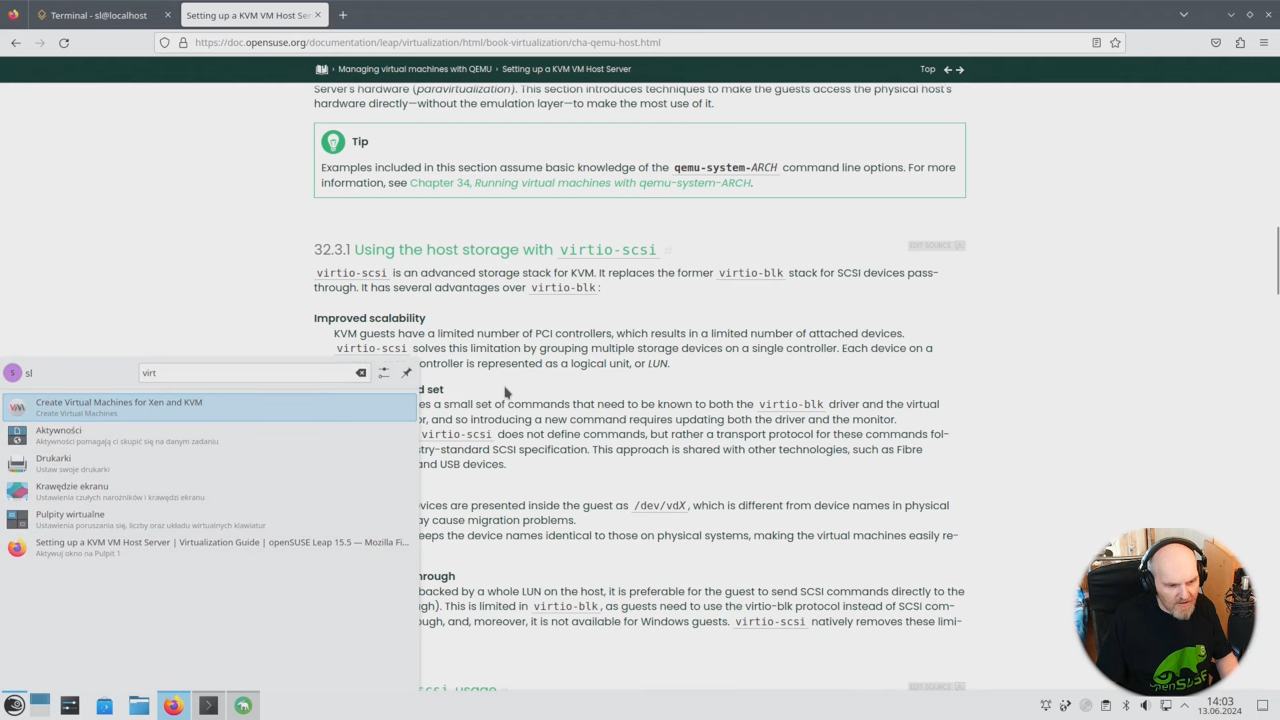 Terminal - sl@localhost
Setting up a KVM VM Host Ser
https://doc.opensuse.org/documentation/leap/virtualization/html/book-virtualization/cha-qemu-host.html
Managing virtual machines with QEMU › Setting up a KVM VM Host Server
Top
Server's hardware (paravirtualization). This section introduces techniques to make the guests access the physical host's
hardware directly—without the emulation layer—to make the most use of it.
Tip
Examples included in this section assume basic knowledge of the qemu-system-ARCH command line options. For more
information, see Chapter 34, Running virtual machines with qemu-system-ARCH.
32.3.1 Using the host storage with virtio-scsi #
EDIT SOURCE
virtio-scsi is an advanced storage stack for KVM. It replaces the former virtio-blk stack for SCSI devices pass-
through. It has several advantages over virtio-blk:
Improved scalability
KVM guests have a limited number of PCI controllers, which results in a limited number of attached devices.
virtio-scsi solves this limitation by grouping multiple storage devices on a single controller. Each device on a
ontroller is represented as a logical unit, or LUN.
d set
es a small set of commands that need to be known to both the virtio-blk driver and the virtual
or, and so introducing a new command requires updating both the driver and the monitor.
virtio-scsi does not define commands, but rather a transport protocol for these commands fol-
stry-standard SCSI specification. This approach is shared with other technologies, such as Fibre
and USB devices.
vices are presented inside the guest as /dev/vdX, which is different from device names in physical
ay cause migration problems.
eeps the device names identical to those on physical systems, making the virtual machines easily re-
through
backed by a whole LUN on the host, it is preferable for the guest to send SCSI commands directly to the
ugh). This is limited in virtio-blk, as guests need to use the virtio-blk protocol instead of SCSI com-
ough, and, moreover, it is not available for Windows guests. virtio-scsi natively removes these limi-
scsi usage
EDIT SOURCE
S
sl
virt
Create Virtual Machines for Xen and KVM
Create Virtual Machines
Aktywności
Aktywności pomagają ci skupić się na danym zadaniu
Drukarki
Ustaw swoje drukarki
Krawędzie ekranu
Ustawienia czułych narożników i krawędzi ekranu
Pulpity wirtualne
Ustawienia poruszania się, liczby oraz układu wirtualnych klawiatur
Setting up a KVM VM Host Server | Virtualization Guide | openSUSE Leap 15.5 — Mozilla Fi...
Aktywuj okno na Pulpit 1
openSUSE
14:03
13.06.2024